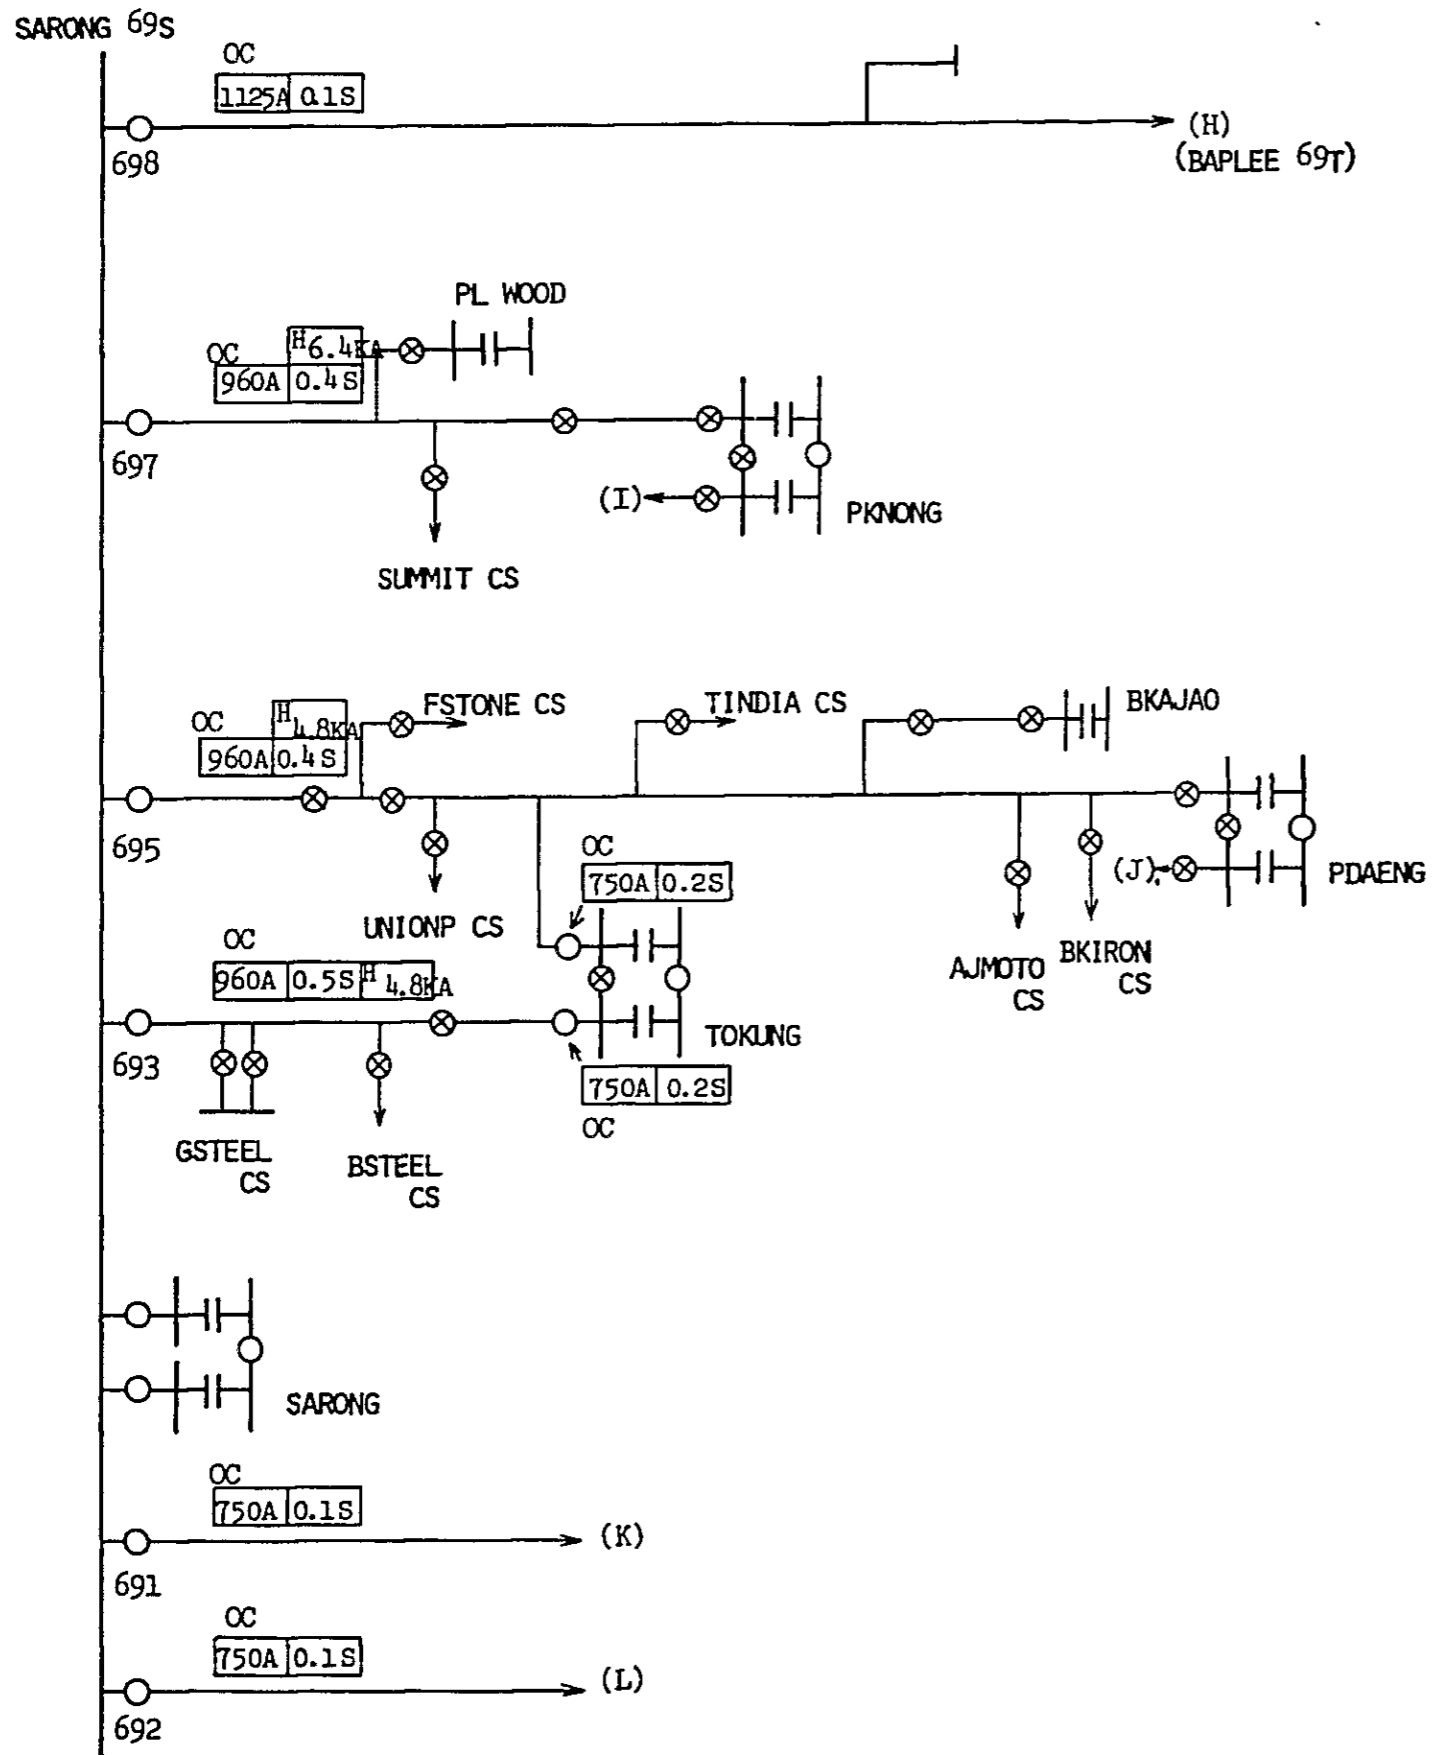 SARONG 69S
OC
1125A 0.1S
698
(H)
(BAPLEE 69T)
PL WOOD
OC
H 6.4KA
960A 0.4S
697
(I)
PKNONG
SUMMIT CS
FSTONE CS
TINDIA CS
BKAJAO
OC
H 4.8KA
960A 0.4S
695
UNIONP CS
OC
750A 0.2S
(J)
PDAENG
AJMOTO
CS
BKIRON
CS
OC
960A 0.5S H 4.8KA
693
TOKUNG
750A 0.2S
OC
GSTEEL
CS
BSTEEL
CS
SARONG
OC
750A 0.1S
(K)
691
OC
750A 0.1S
(L)
692